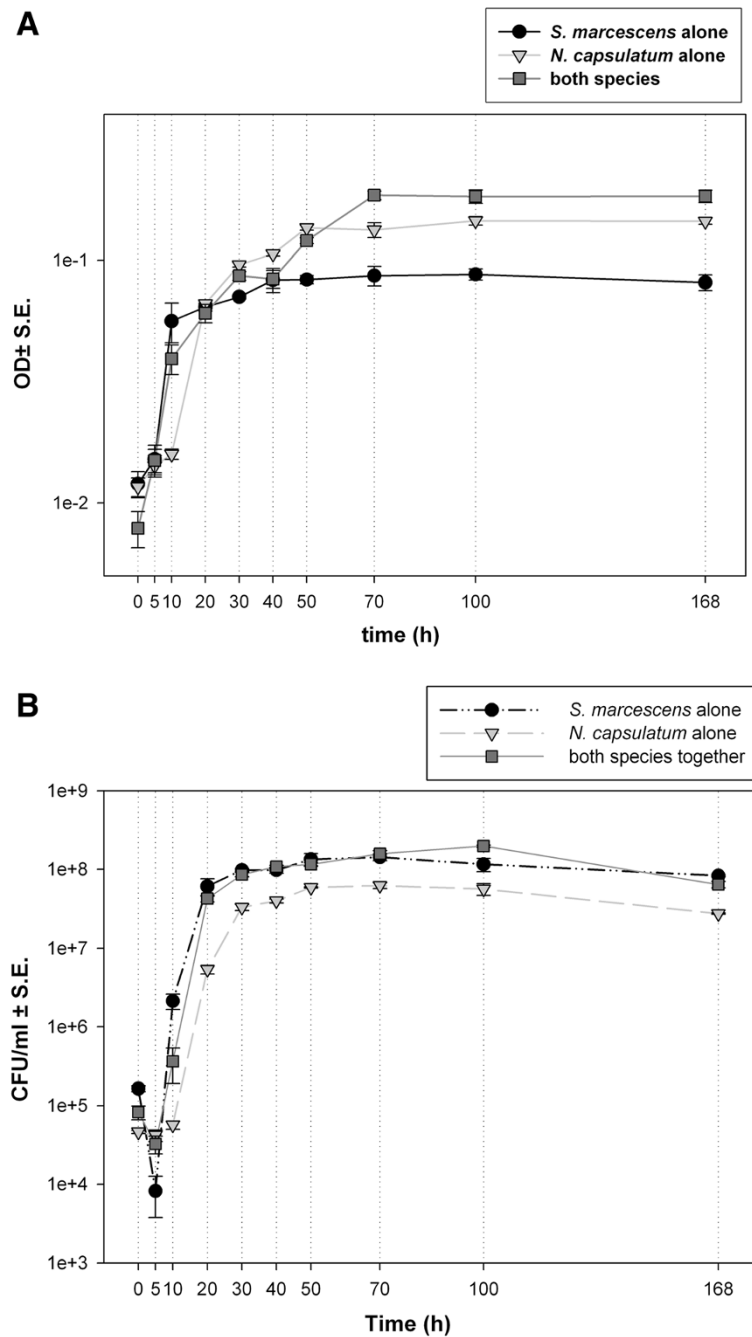 A
S. marcescens alone
N. capsulatum alone
both species
1e-1
1e-2
OD± S.E.
0 5 10 20 30 40 50 70 100 168
time (h)
B
S. marcescens alone
N. capsulatum alone
both species together
1e+9
1e+8
1e+7
1e+6
1e+5
1e+4
1e+3
CFU/ml ± S.E.
0 5 10 20 30 40 50 70 100 168
Time (h)